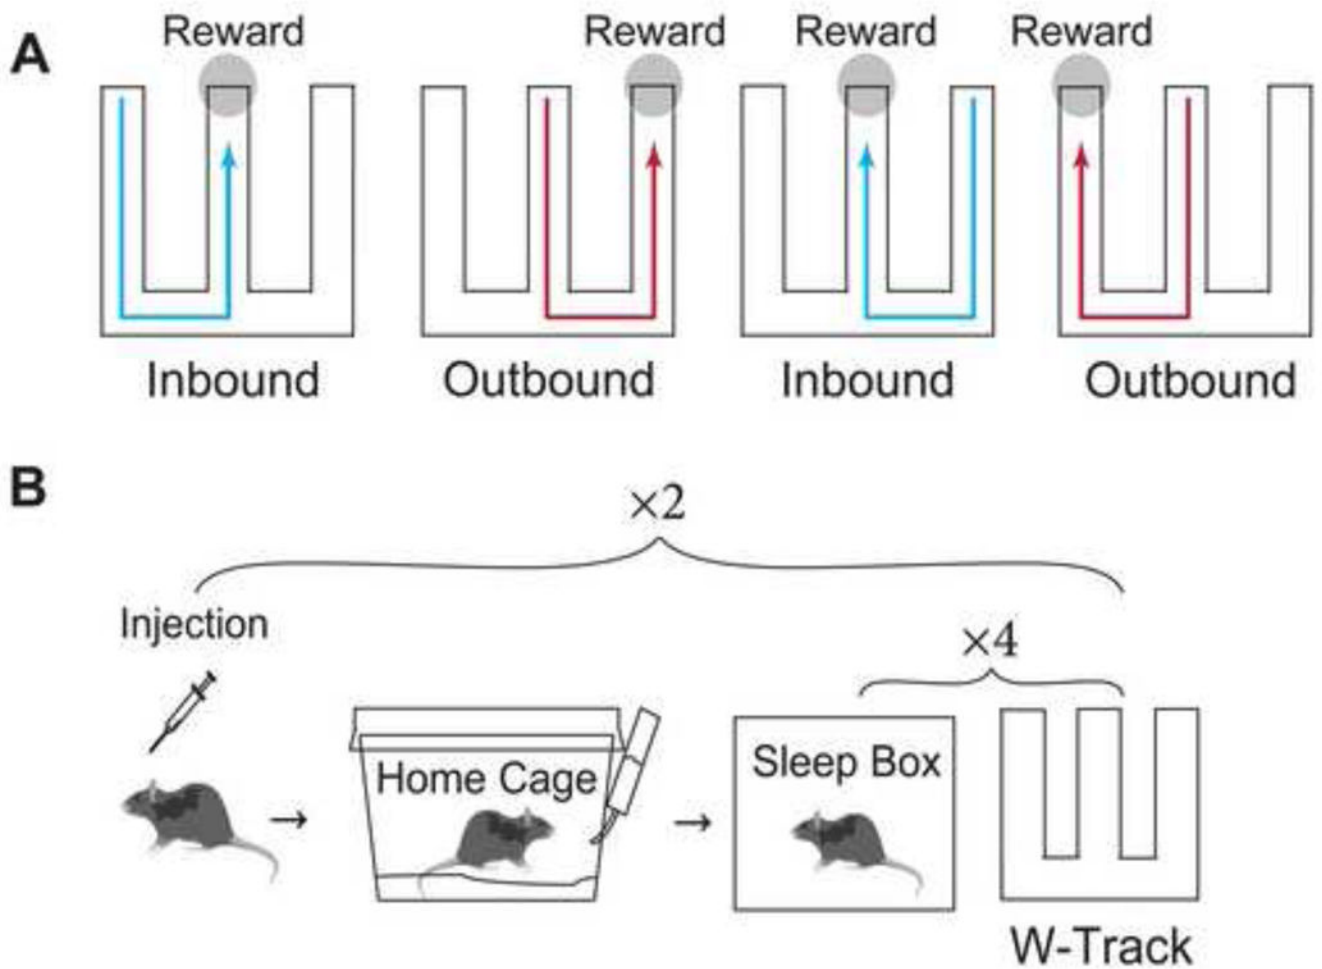 A
Reward Reward Reward Reward
Inbound Outbound Inbound Outbound
B
×2
Injection
×4
Home Cage
Sleep Box
W-Track